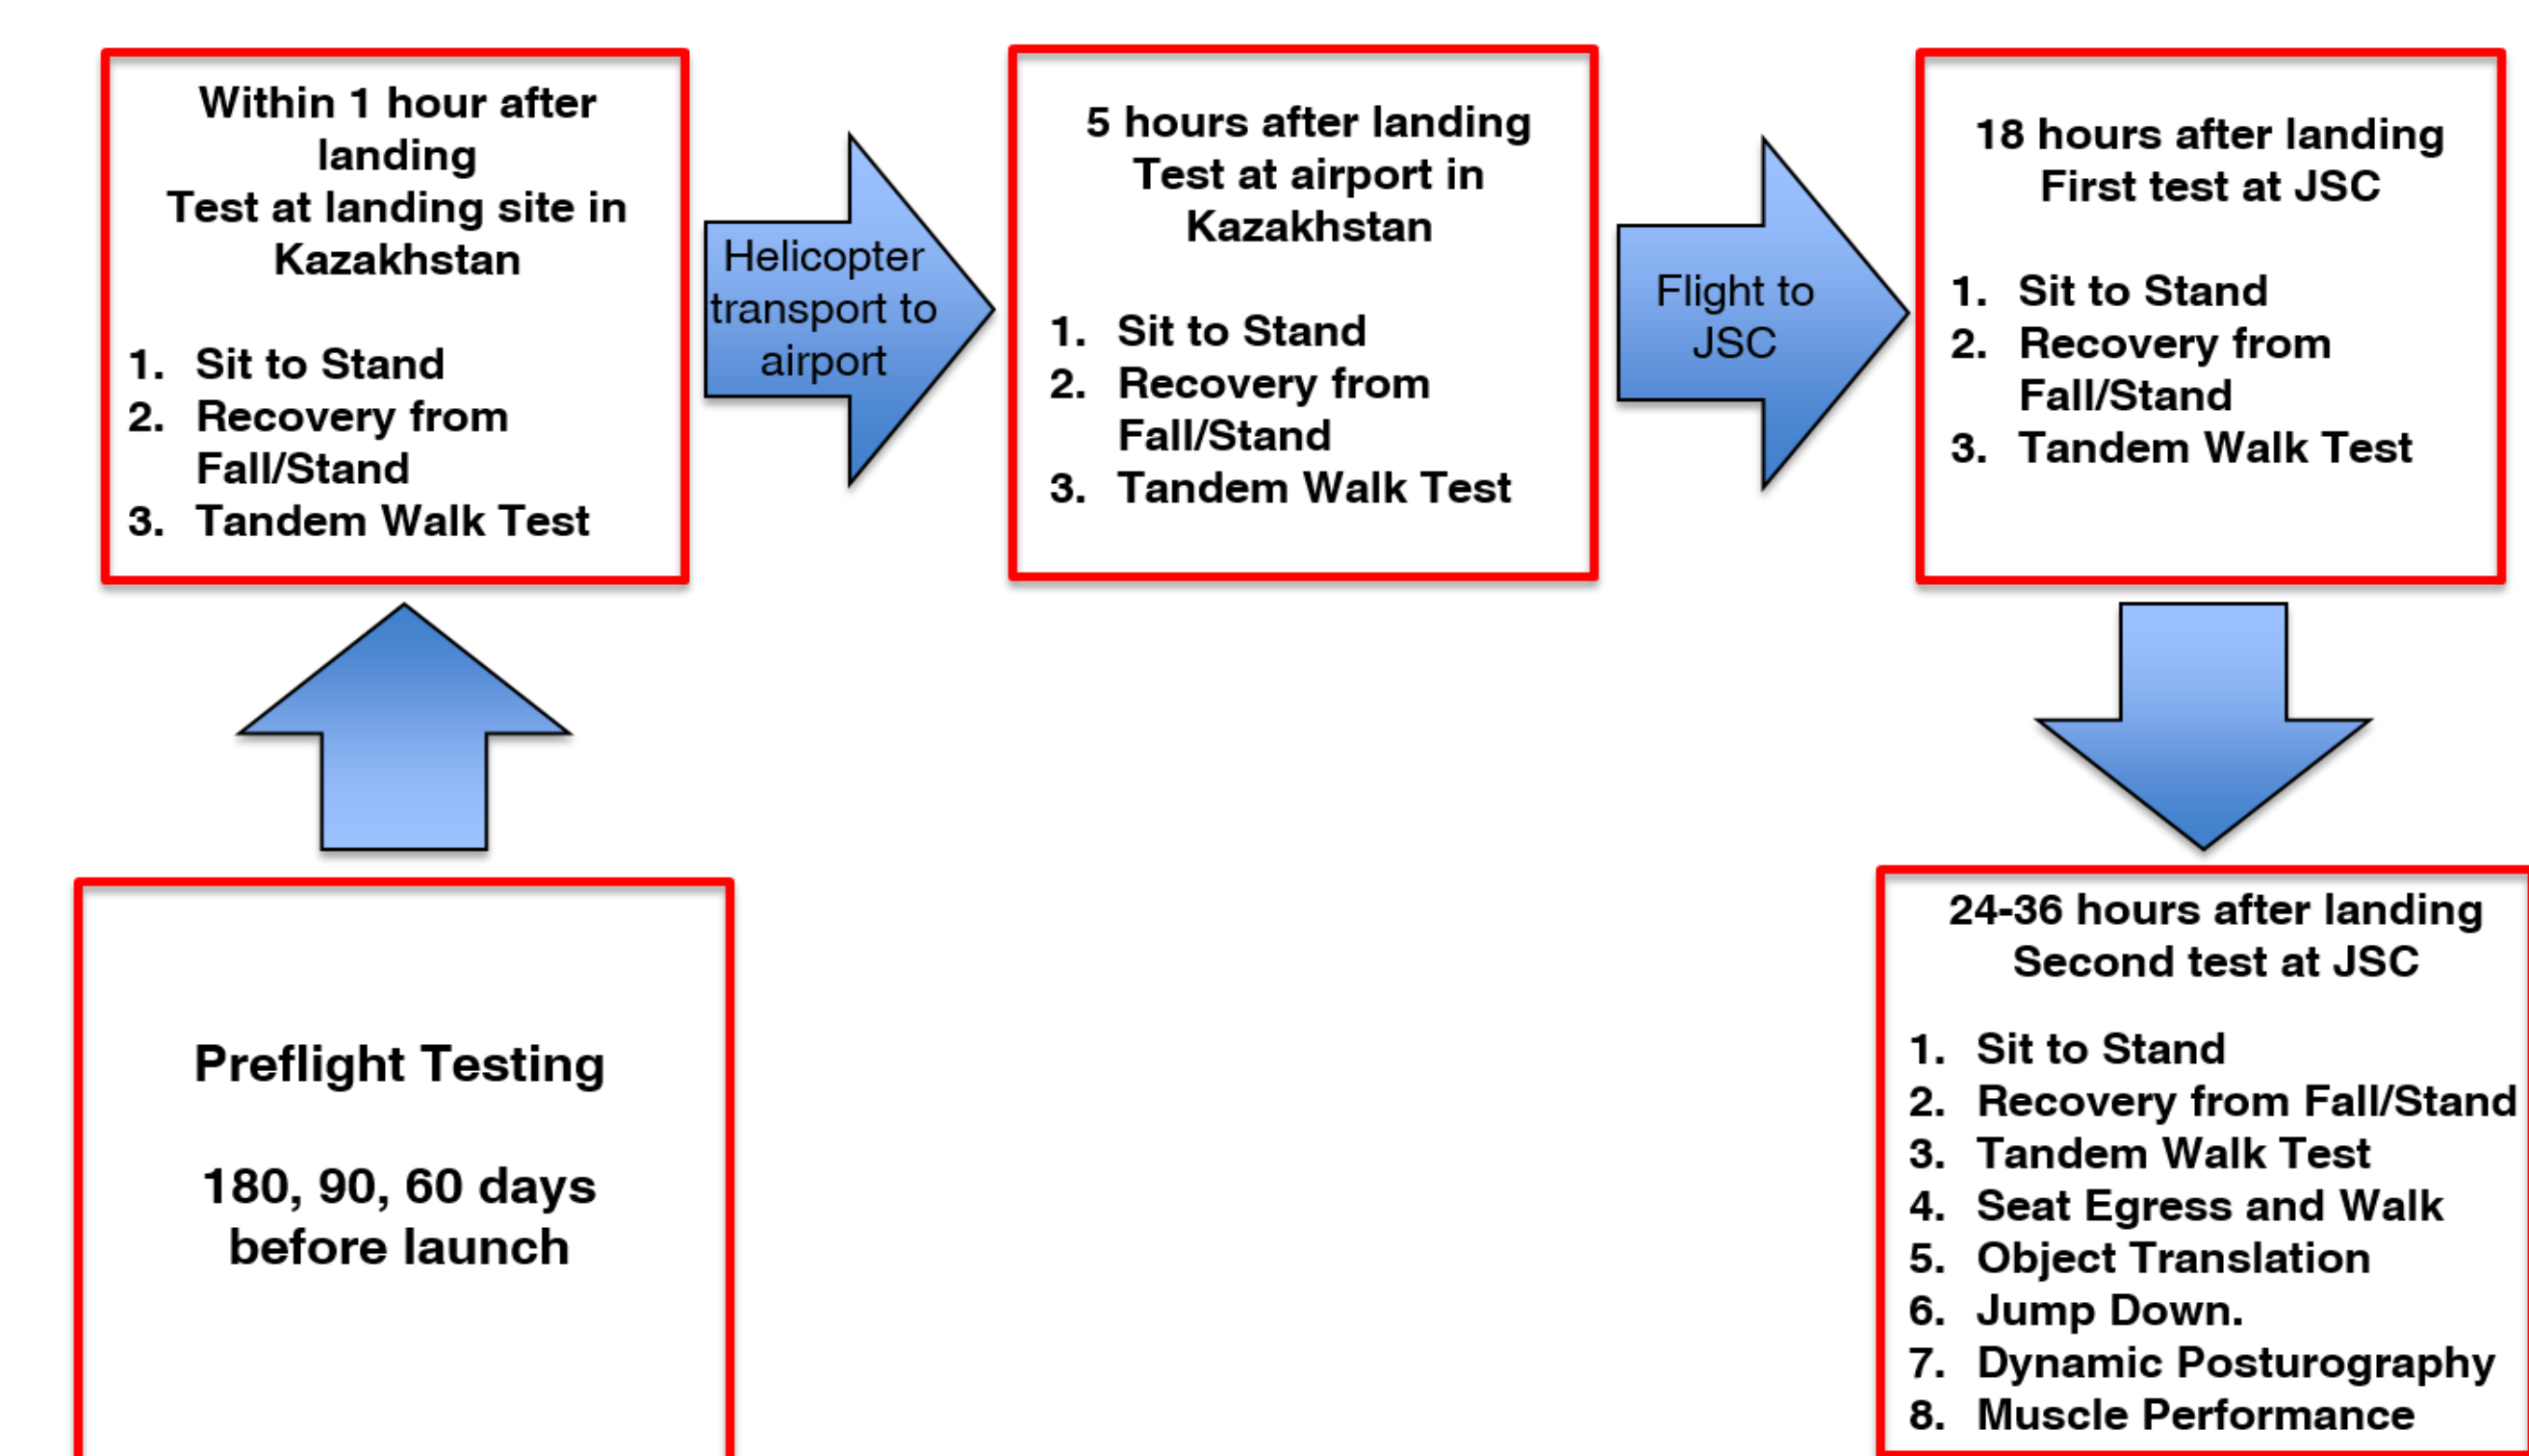 Within 1 hour after
landing
Test at landing site in
Kazakhstan
1. Sit to Stand
2. Recovery from
Fall/Stand
3. Tandem Walk Test
Helicopter
transport to
airport
5 hours after landing
Test at airport in
Kazakhstan
1. Sit to Stand
2. Recovery from
Fall/Stand
3. Tandem Walk Test
Flight to
JSC
18 hours after landing
First test at JSC
1. Sit to Stand
2. Recovery from
Fall/Stand
3. Tandem Walk Test
Preflight Testing
180, 90, 60 days
before launch
24-36 hours after landing
Second test at JSC
1. Sit to Stand
2. Recovery from Fall/Stand
3. Tandem Walk Test
4. Seat Egress and Walk
5. Object Translation
6. Jump Down.
7. Dynamic Posturography
8. Muscle Performance